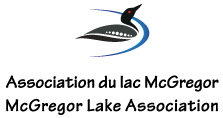 Association du lac McGregor
McGregor Lake Association